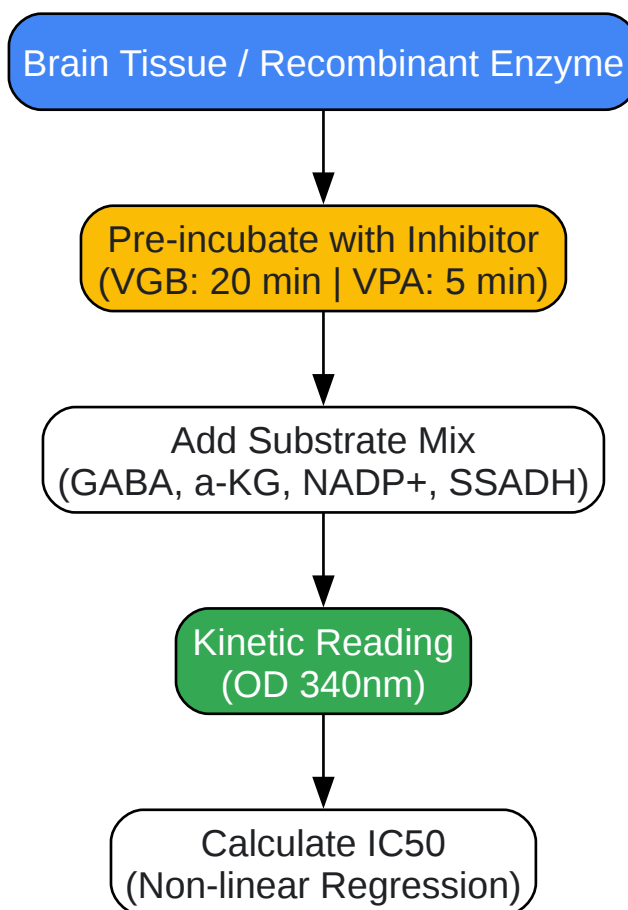 Brain Tissue / Recombinant Enzyme
Pre-incubate with Inhibitor
(VGB: 20 min | VPA: 5 min)
Add Substrate Mix
(GABA, a-KG, NADP+, SSADH)
Kinetic Reading
(OD 340nm)
Calculate IC50
(Non-linear Regression)